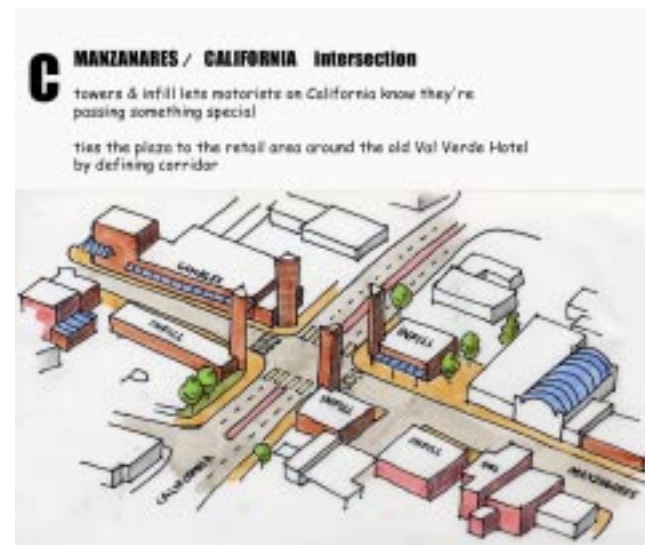 C
MANZANARES / CALIFORNIA intersection
towers & infill lets motorists on California know they're
passing something special
ties the plaza to the retail area around the old Val Verde Hotel
by defining corridor
INFILL
INFILL
INFILL
INFILL
CALIFORNIA
MANZANARES